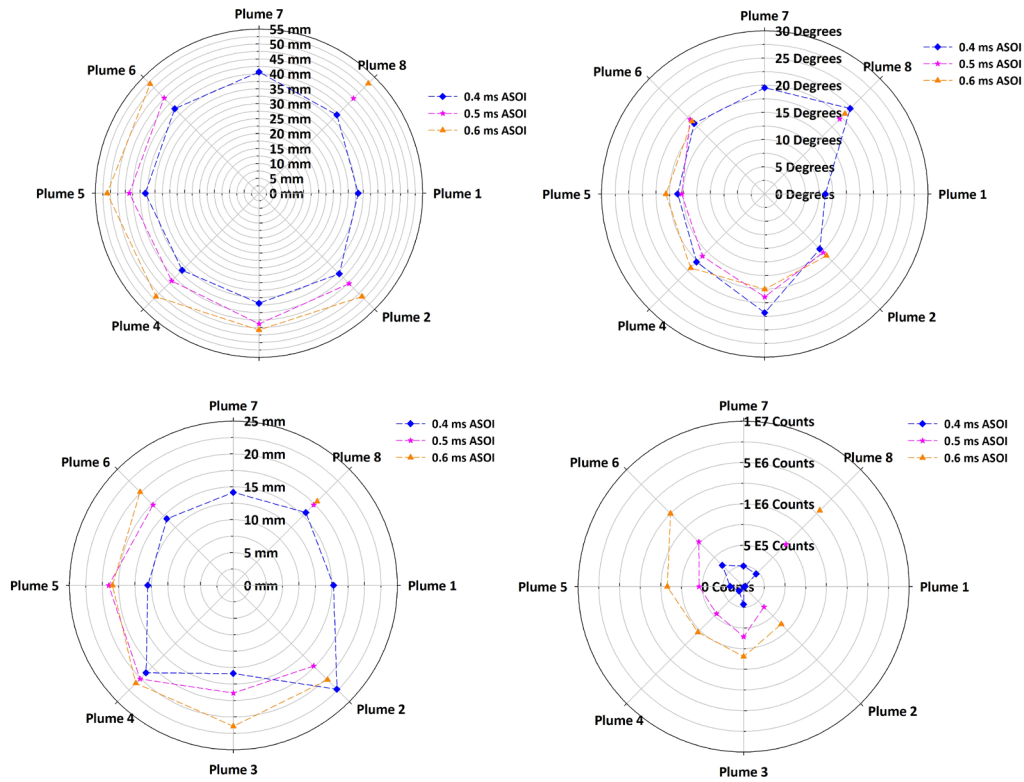 Plume 7
55 mm
50 mm
45 mm
40 mm
35 mm
30 mm
25 mm
20 mm
15 mm
10 mm
5 mm
0 mm
Plume 6
Plume 8
Plume 5
Plume 1
Plume 4
Plume 2
0.4 ms ASOI
0.5 ms ASOI
0.6 ms ASOI
Plume 7
30 Degrees
25 Degrees
20 Degrees
15 Degrees
10 Degrees
5 Degrees
0 Degrees
Plume 6
Plume 8
Plume 5
Plume 1
Plume 4
Plume 2
0.4 ms ASOI
0.5 ms ASOI
0.6 ms ASOI
Plume 7
25 mm
20 mm
15 mm
10 mm
5 mm
0 mm
Plume 6
Plume 8
Plume 5
Plume 1
Plume 4
Plume 2
Plume 3
0.4 ms ASOI
0.5 ms ASOI
0.6 ms ASOI
Plume 7
1 E7 Counts
5 E6 Counts
1 E6 Counts
5 E5 Counts
0 Counts
Plume 6
Plume 8
Plume 5
Plume 1
Plume 4
Plume 2
Plume 3
0.4 ms ASOI
0.5 ms ASOI
0.6 ms ASOI